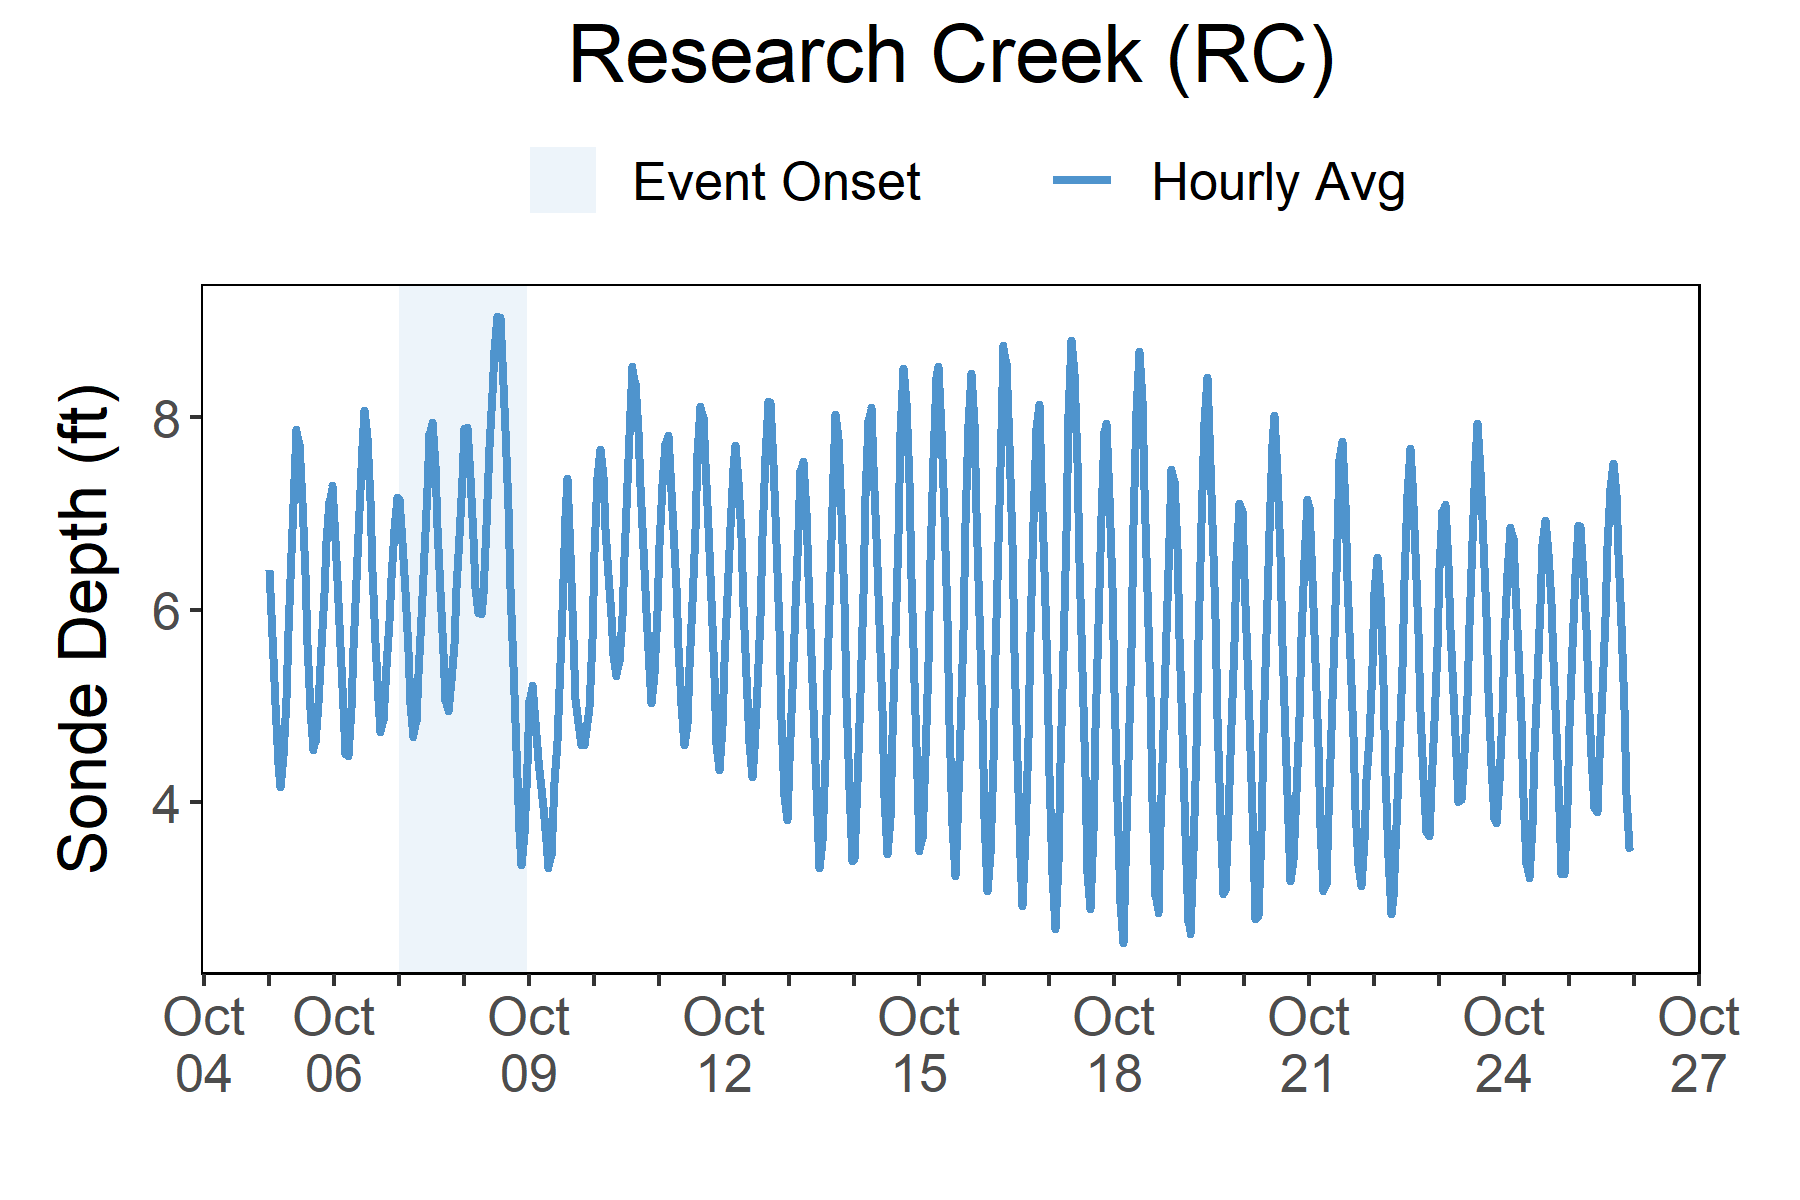 Research Creek (RC)
Event Onset Hourly Avg
Sonde Depth (ft)
8
6
4
Oct Oct Oct Oct Oct Oct Oct Oct Oct
04 06 09 12 15 18 21 24 27